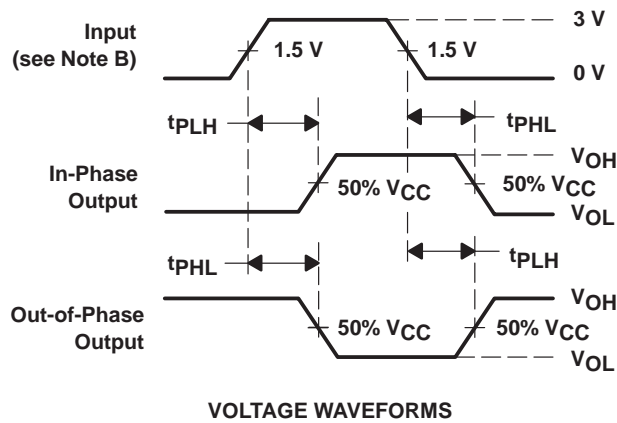 Input
(see Note B)
1.5 V
1.5 V
3 V
0 V
tPLH
tPHL
In-Phase
Output
50% VCC
VOH
50% VCC
VOL
tPHL
tPLH
Out-of-Phase
Output
50% VCC
VOH
50% VCC
VOL
VOLTAGE WAVEFORMS